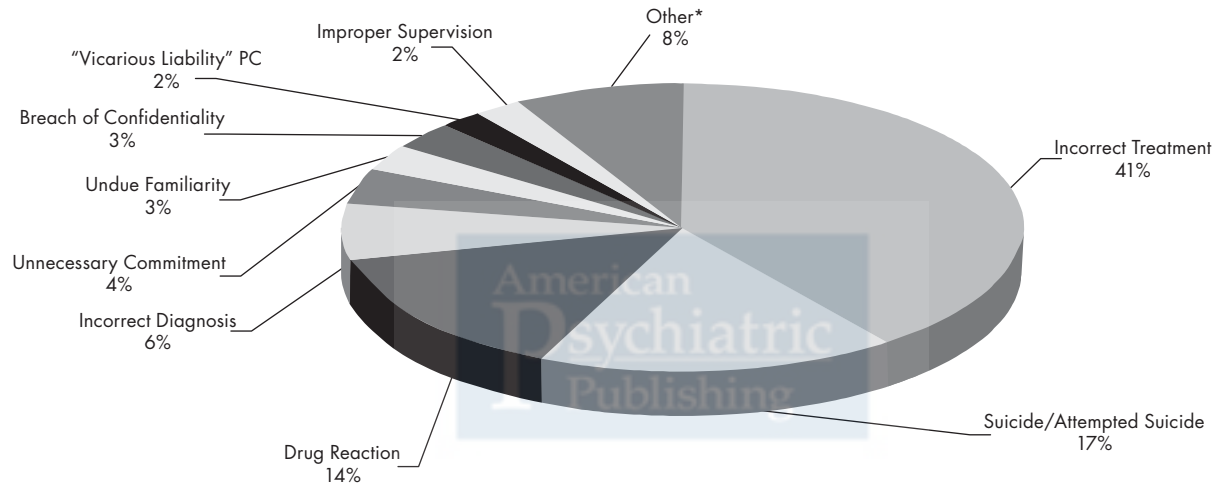 Other*
8%
Improper Supervision
2%
"Vicarious Liability" PC
2%
Breach of Confidentiality
3%
Undue Familiarity
3%
Unnecessary Commitment
4%
Incorrect Diagnosis
6%
Drug Reaction
14%
Incorrect Treatment
41%
Suicide/Attempted Suicide
17%
American
Psychiatric
Publishing